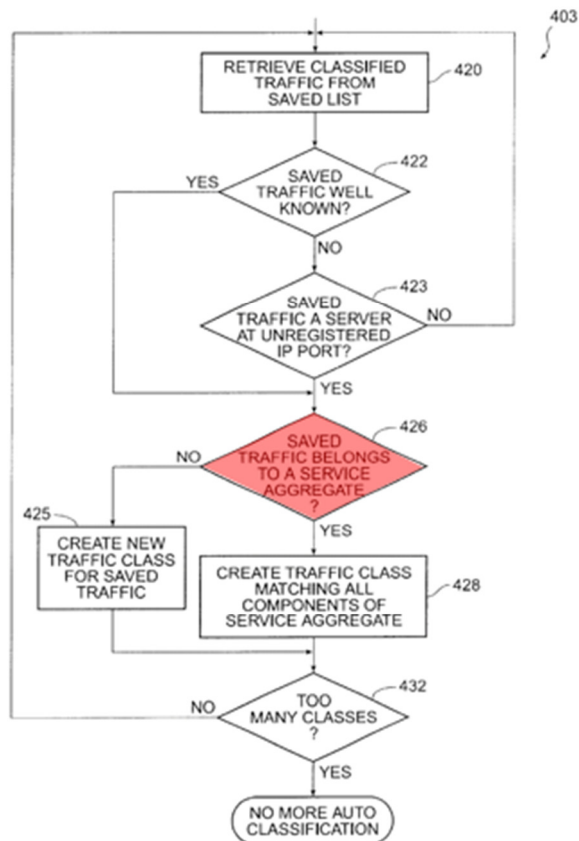 403
RETRIEVE CLASSIFIED
TRAFFIC FROM
SAVED LIST
420
SAVED
TRAFFIC WELL
KNOWN?
422
YES
NO
SAVED
TRAFFIC A SERVER
AT UNREGISTERED
IP PORT?
423
NO
YES
SAVED
TRAFFIC BELONGS
TO A SERVICE
AGGREGATE
?
426
NO
YES
425
CREATE NEW
TRAFFIC CLASS
FOR SAVED
TRAFFIC
CREATE TRAFFIC CLASS
MATCHING ALL
COMPONENTS OF
SERVICE AGGREGATE
428
TOO
MANY CLASSES
?
432
NO
YES
NO MORE AUTO
CLASSIFICATION